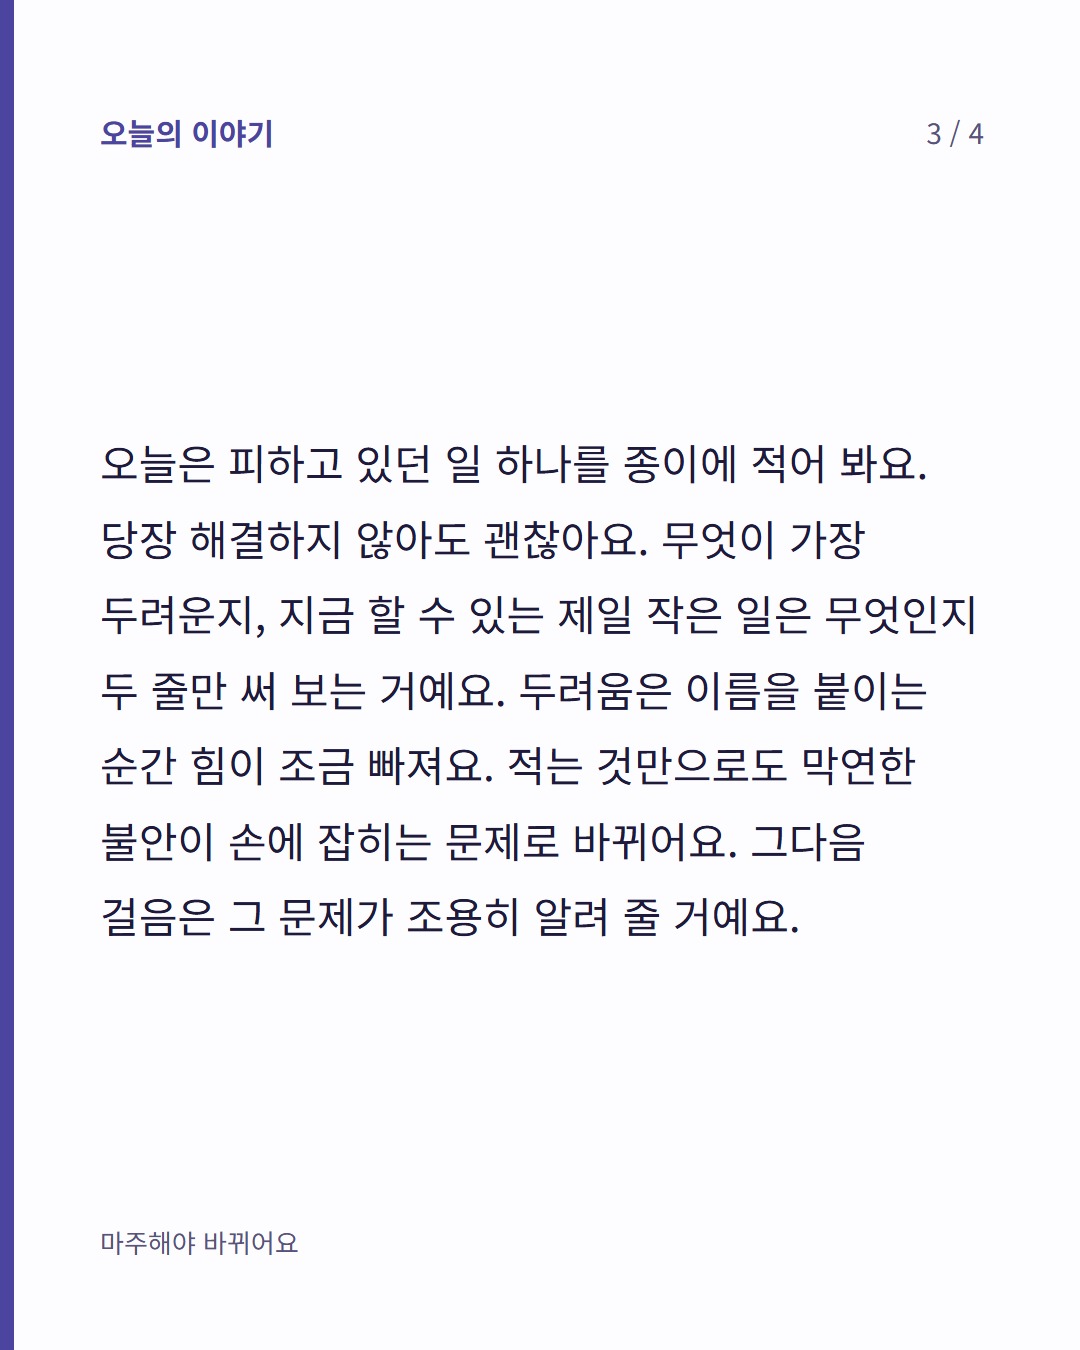 오늘의 이야기
3 / 4
오늘은 피하고 있던 일 하나를 종이에 적어 봐요.
당장 해결하지 않아도 괜찮아요. 무엇이 가장
두려운지, 지금 할 수 있는 제일 작은 일은 무엇인지
두 줄만 써 보는 거예요. 두려움은 이름을 붙이는
순간 힘이 조금 빠져요. 적는 것만으로도 막연한
불안이 손에 잡히는 문제로 바뀌어요. 그다음
걸음은 그 문제가 조용히 알려 줄 거예요.
마주해야 바뀌어요